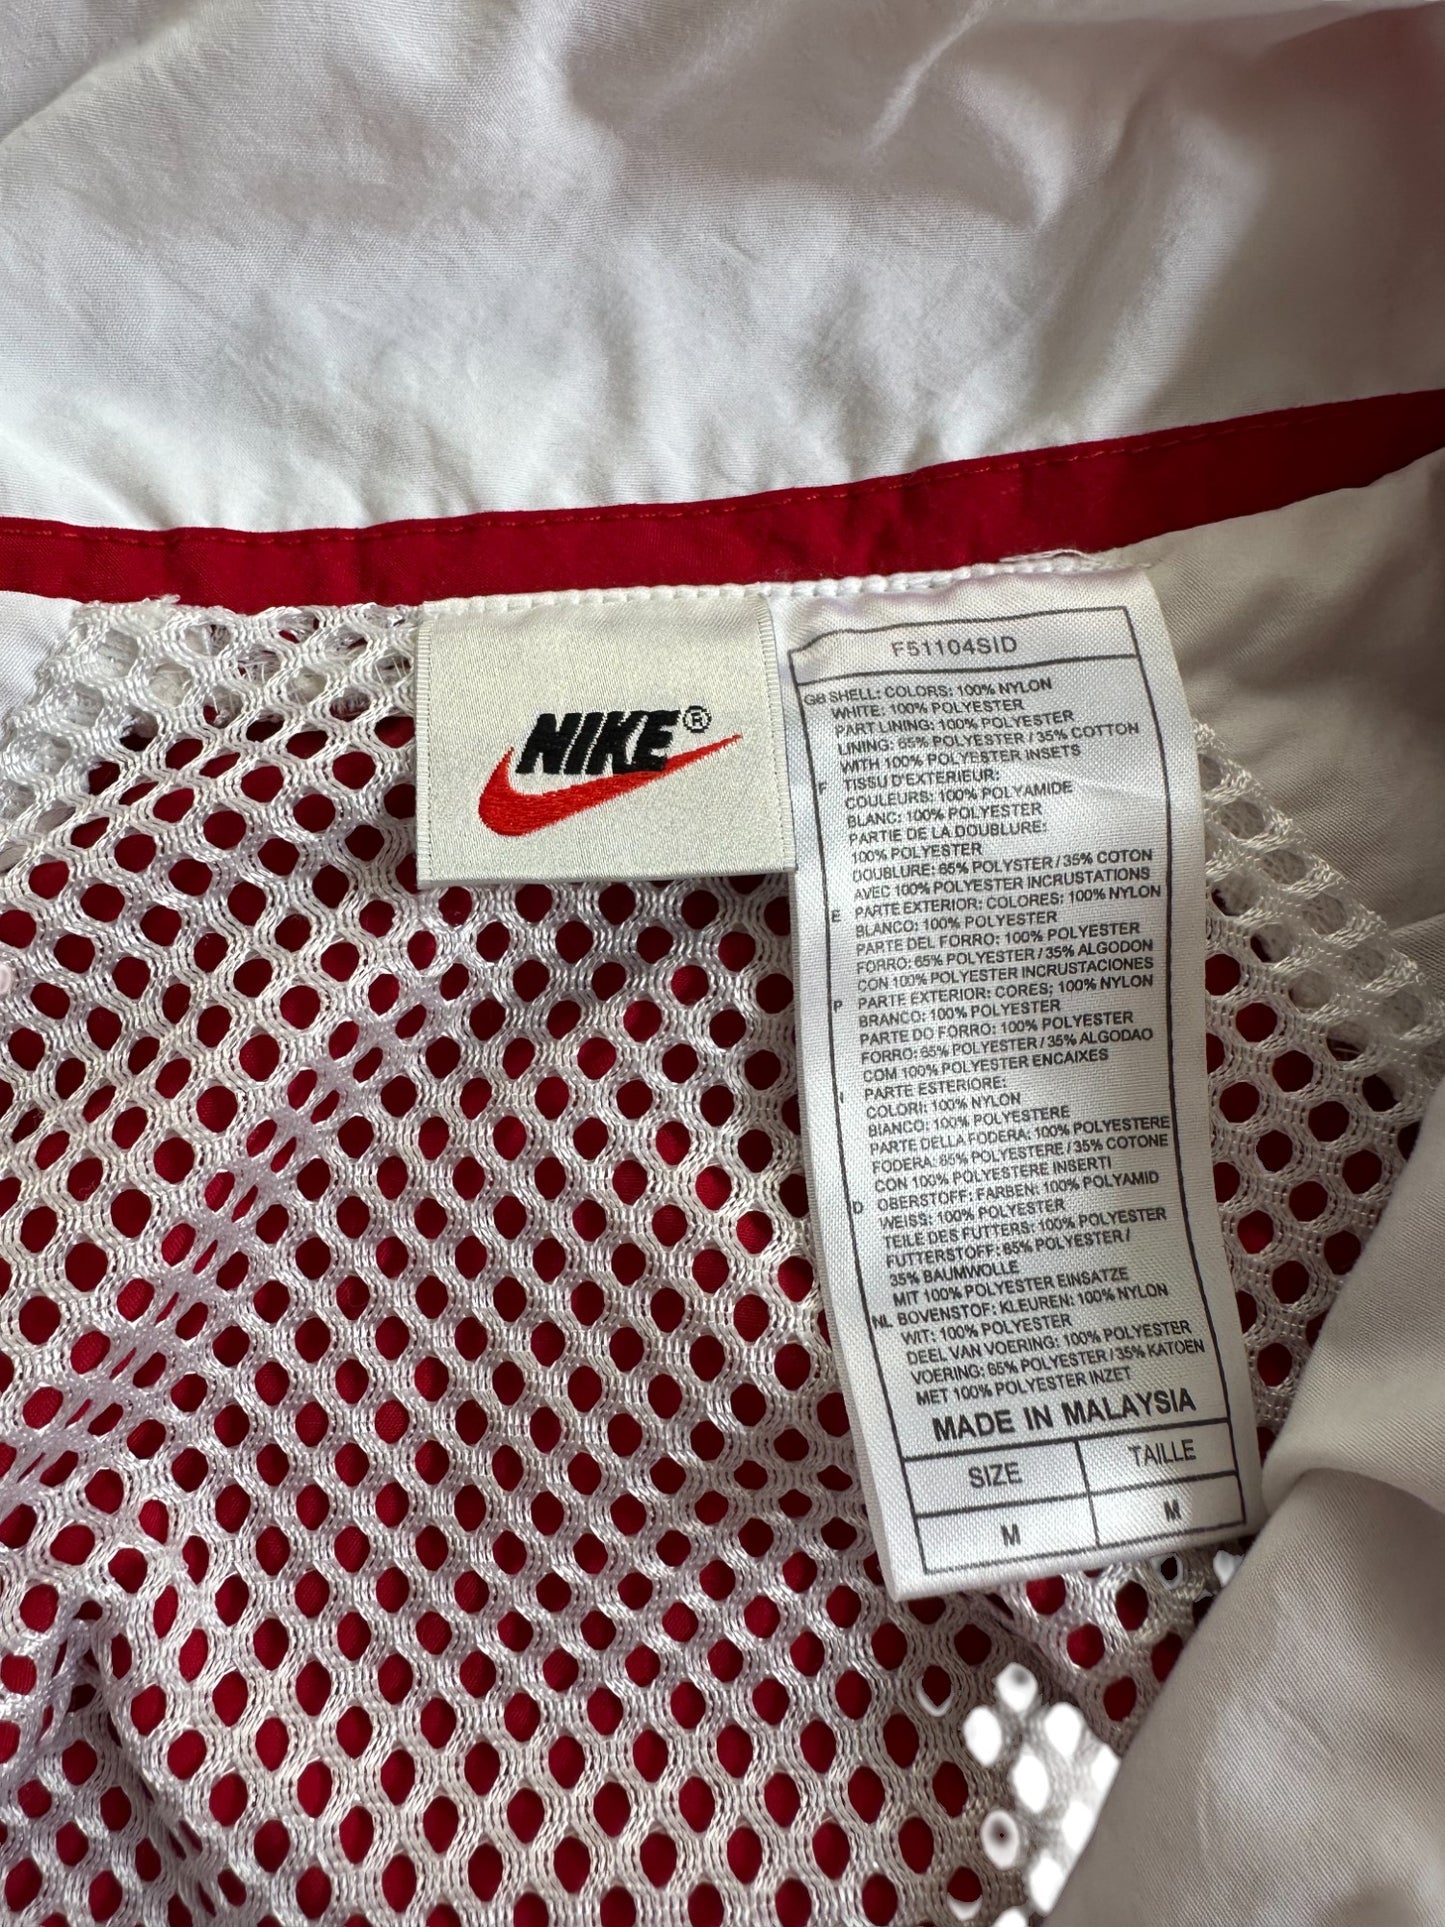 NIKE®
F51104SID
GB SHELL: COLORS: 100% NYLON
WHITE: 100% POLYESTER
PART LINING: 100% POLYESTER
LINING: 65% POLYESTER / 35% COTTON
WITH 100% POLYESTER INSETS
F TISSU D'EXTERIEUR:
COULEURS: 100% POLYAMIDE
BLANC: 100% POLYESTER
PARTIE DE LA DOUBLURE:
100% POLYESTER
DOUBLURE: 65% POLYSTER / 35% COTON
AVEC 100% POLYESTER INCRUSTATIONS
E PARTE EXTERIOR: COLORES: 100% NYLON
BLANCO: 100% POLYESTER
PARTE DEL FORRO: 100% POLYESTER
FORRO: 65% POLYESTER / 35% ALGODON
CON 100% POLYESTER INCRUSTACIONES
P PARTE EXTERIOR: CORES; 100% NYLON
BRANCO: 100% POLYESTER
PARTE DO FORRO: 100% POLYESTER
FORRO: 65% POLYESTER / 35% ALGODAO
COM 100% POLYESTER ENCAIXES
I PARTE ESTERIORE:
COLORI: 100% NYLON
BIANCO: 100% POLYESTERE
PARTE DELLA FODERA: 100% POLYESTERE
FODERA: 65% POLYESTERE / 35% COTONE
CON 100% POLYESTERE INSERTI
D OBERSTOFF: FARBEN: 100% POLYAMID
WEISS: 100% POLYESTER
TEILE DES FUTTERS: 100% POLYESTER
FUTTERSTOFF: 65% POLYESTER /
35% BAUMWOLLE
MIT 100% POLYESTER EINSATZE
NL BOVENSTOF: KLEUREN: 100% NYLON
WIT: 100% POLYESTER
DEEL VAN VOERING: 100% POLYESTER
VOERING: 65% POLYESTER / 35% KATOEN
MET 100% POLYESTER INZET
MADE IN MALAYSIA
SIZE TAILLE
M M